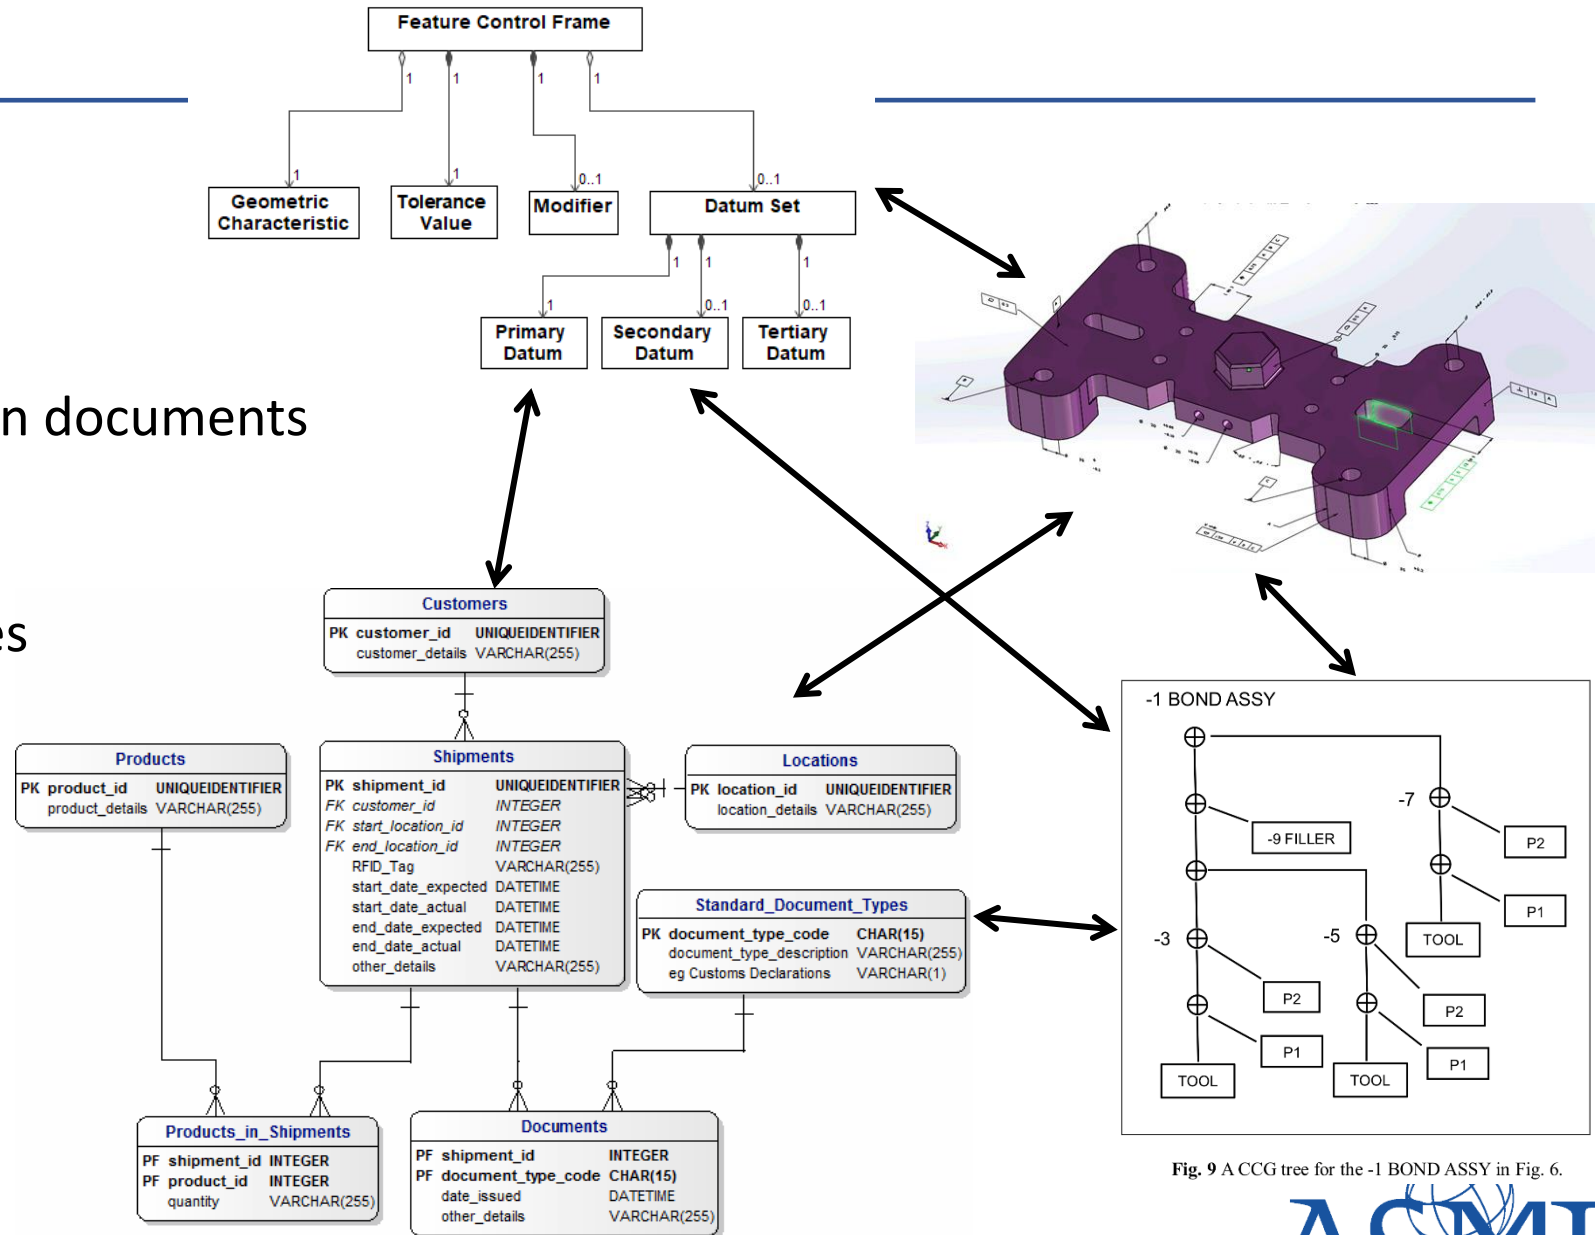 Feature Control Frame
1
1
1
1
1
1
0..1
0..1
Geometric
Characteristic
Tolerance
Value
Modifier
Datum Set
1
1
1
1
0..1
0..1
Primary
Datum
Secondary
Datum
Tertiary
Datum
n documents
es
Customers
PK customer_id UNIQUEIDENTIFIER
customer_details VARCHAR(255)
Products
PK product_id UNIQUEIDENTIFIER
product_details VARCHAR(255)
Shipments
PK shipment_id UNIQUEIDENTIFIER
FK customer_id INTEGER
FK start_location_id INTEGER
FK end_location_id INTEGER
RFID_Tag VARCHAR(255)
start_date_expected DATETIME
start_date_actual DATETIME
end_date_expected DATETIME
end_date_actual DATETIME
other_details VARCHAR(255)
Locations
PK location_id UNIQUEIDENTIFIER
location_details VARCHAR(255)
Standard_Document_Types
PK document_type_code CHAR(15)
document_type_description VARCHAR(255)
eg Customs Declarations VARCHAR(1)
Products_in_Shipments
PF shipment_id INTEGER
PF product_id INTEGER
quantity VARCHAR(255)
Documents
PF shipment_id INTEGER
PF document_type_code CHAR(15)
date_issued DATETIME
other_details VARCHAR(255)
-1 BOND ASSY
-7
-9 FILLER
P2
P1
TOOL
-3
-5
P2
P2
P1
P1
TOOL
TOOL
Fig. 9 A CCG tree for the -1 BOND ASSY in Fig. 6.